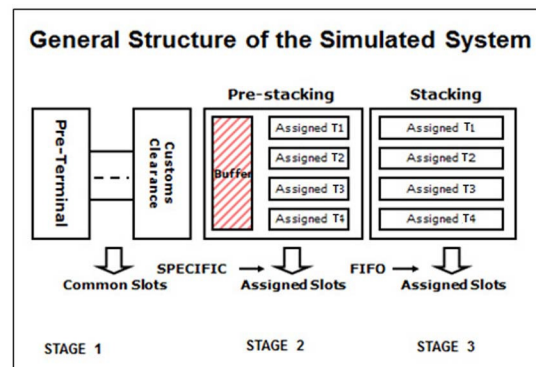 General Structure of the Simulated System
Pre-Terminal
Customs
Clearance
Pre-stacking
Buffer
Assigned T1
Assigned T2
Assigned T3
Assigned T4
Stacking
Assigned T1
Assigned T2
Assigned T3
Assigned T4
Common Slots
SPECIFIC
Assigned Slots
FIFO
Assigned Slots
STAGE 1
STAGE 2
STAGE 3